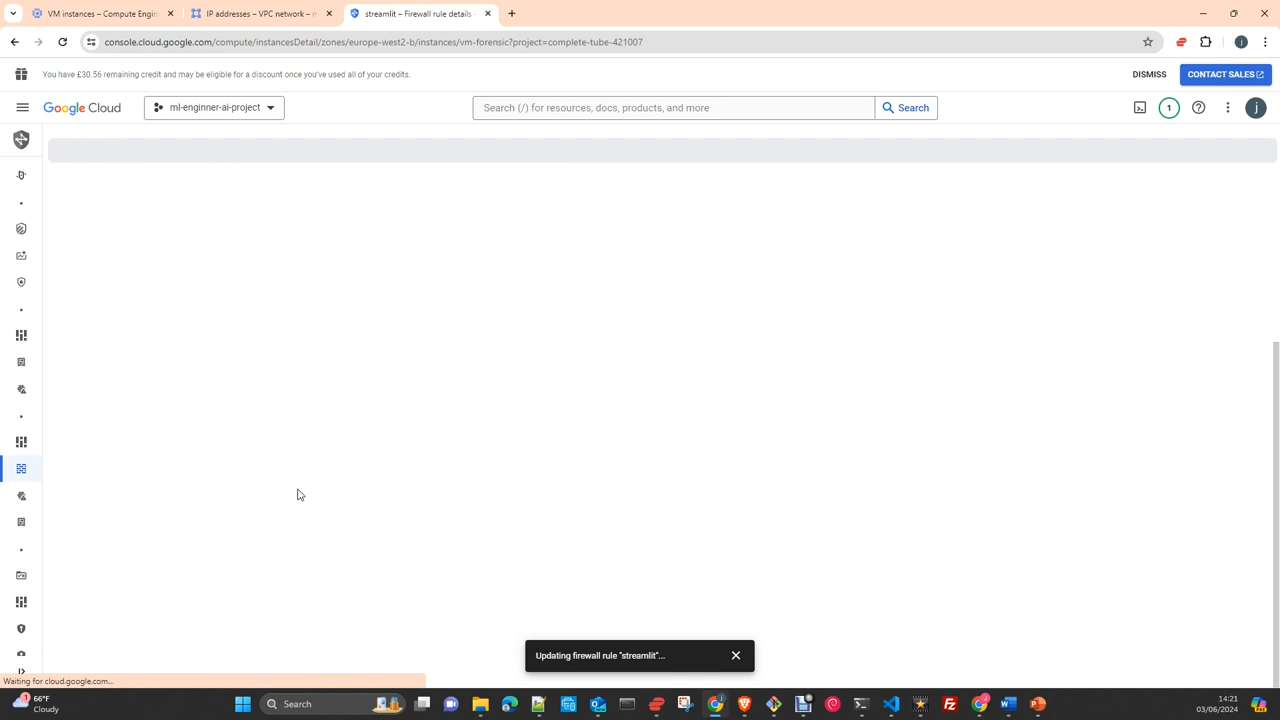 VM instances – Compute Engin
IP addresses – VPC network – m
streamlit – Firewall rule details
console.cloud.google.com/compute/instancesDetail/zones/europe-west2-b/instances/vm-forensic?project=complete-tube-421007
You have £30.56 remaining credit and may be eligible for a discount once you've used all of your credits.
DISMISS
CONTACT SALES
Google Cloud
ml-enginner-ai-project
Search (/) for resources, docs, products, and more
Search
1
j
Updating firewall rule "streamlit"...
Waiting for cloud.google.com...
66°F
Cloudy
Search
14:21
03/06/2024